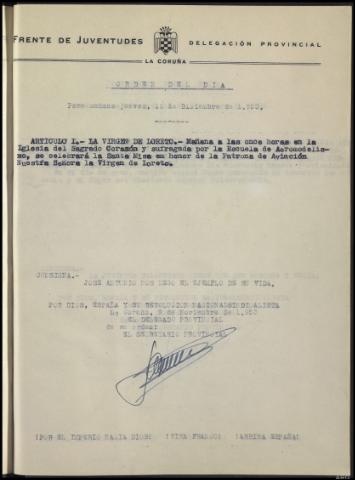 FRENTE DE JUVENTUDES DELEGACIÓN PROVINCIAL
LA CORUÑA
ORDEN DEL DIA
Para mañana jueves, de Diciembre de 1.953.
ARTICULO I.- LA VIRGEN DE LORETO.- Mañana a las once horas en la
Iglesia del Sagrado Corazón y sufragada por la Escuela de Aeromodelis-
mo, se celebrará la Santa Misa en honor de la Patrona de Aviación
Nuestra Señora la Virgen de Loreto.
CONSIGNA.-
JOSE ANTONIO NOS LEGO EL EJEMPLO DE SU VIDA.
POR DIOS, ESPAÑA Y SU REVOLUCION NACIONALSINDICALISTA
La Coruña, 9 de Noviembre de 1.953
EL DELEGADO PROVINCIAL
de su orden:
EL SECRETARIO PROVINCIAL
¡POR EL IMPERIO HACIA DIOS! ¡VIVA FRANCO! ¡ARRIBA ESPAÑA!